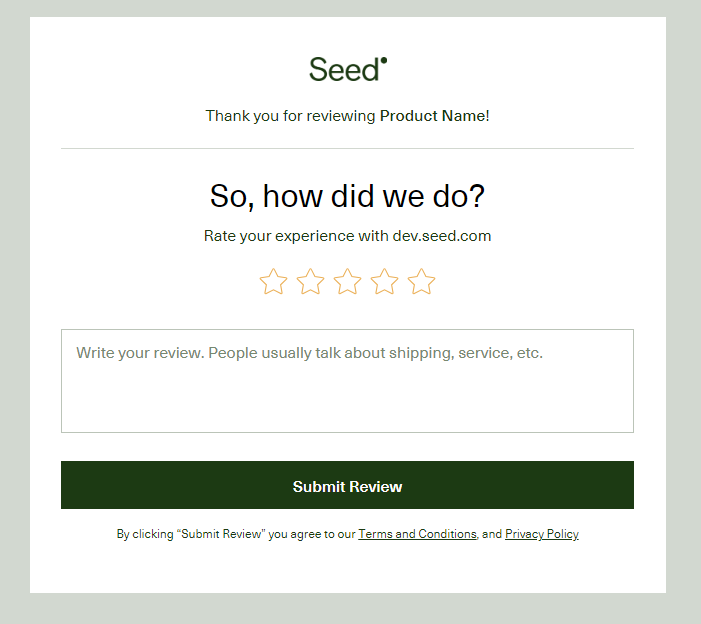 Seed
Thank you for reviewing Product Name!
So, how did we do?
Rate your experience with dev.seed.com
Write your review. People usually talk about shipping, service, etc.
Submit Review
By clicking “Submit Review” you agree to our Terms and Conditions, and Privacy Policy